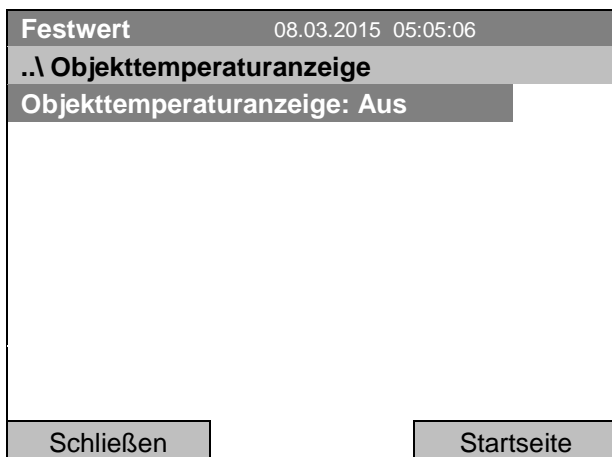 Festwert 08.03.2015 05:05:06
..\ Objekttemperaturanzeige
Objekttemperaturanzeige: Aus
Schließen Startseite